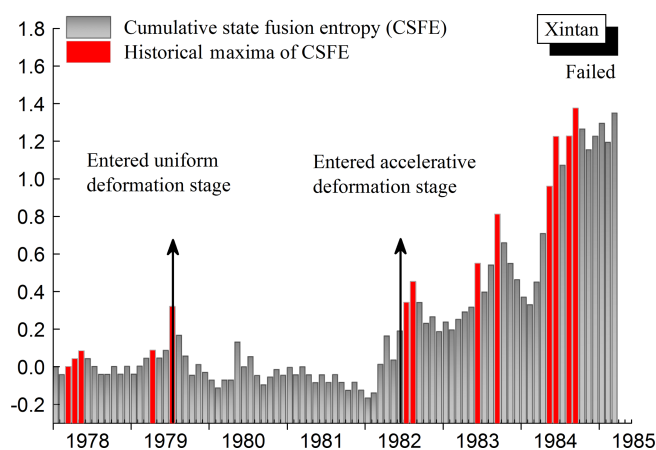 1.8
1.6
1.4
1.2
1.0
0.8
0.6
0.4
0.2
0.0
-0.2
Cumulative state fusion entropy (CSFE)
Historical maxima of CSFE
Xintan
Failed
Entered uniform
deformation stage
Entered accelerative
deformation stage
1978 1979 1980 1981 1982 1983 1984 1985